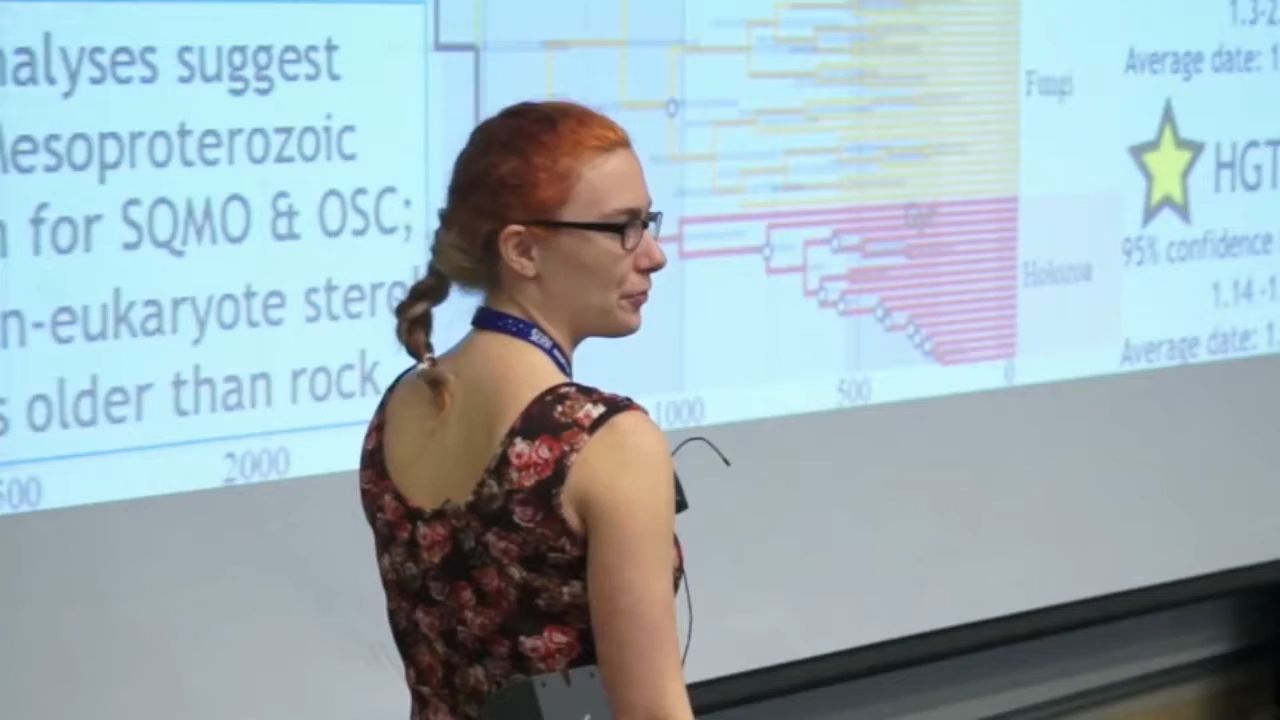 nalyses suggest
Mesoproterozoic
n for SQMO & OSC;
n-eukaryote stero
s older than rock
500
2000
1000
500
0
Fungi
Holozoa
1.3-2
Average date: 1
HGT
95% confidence
1.14 -1
Average date: 1.